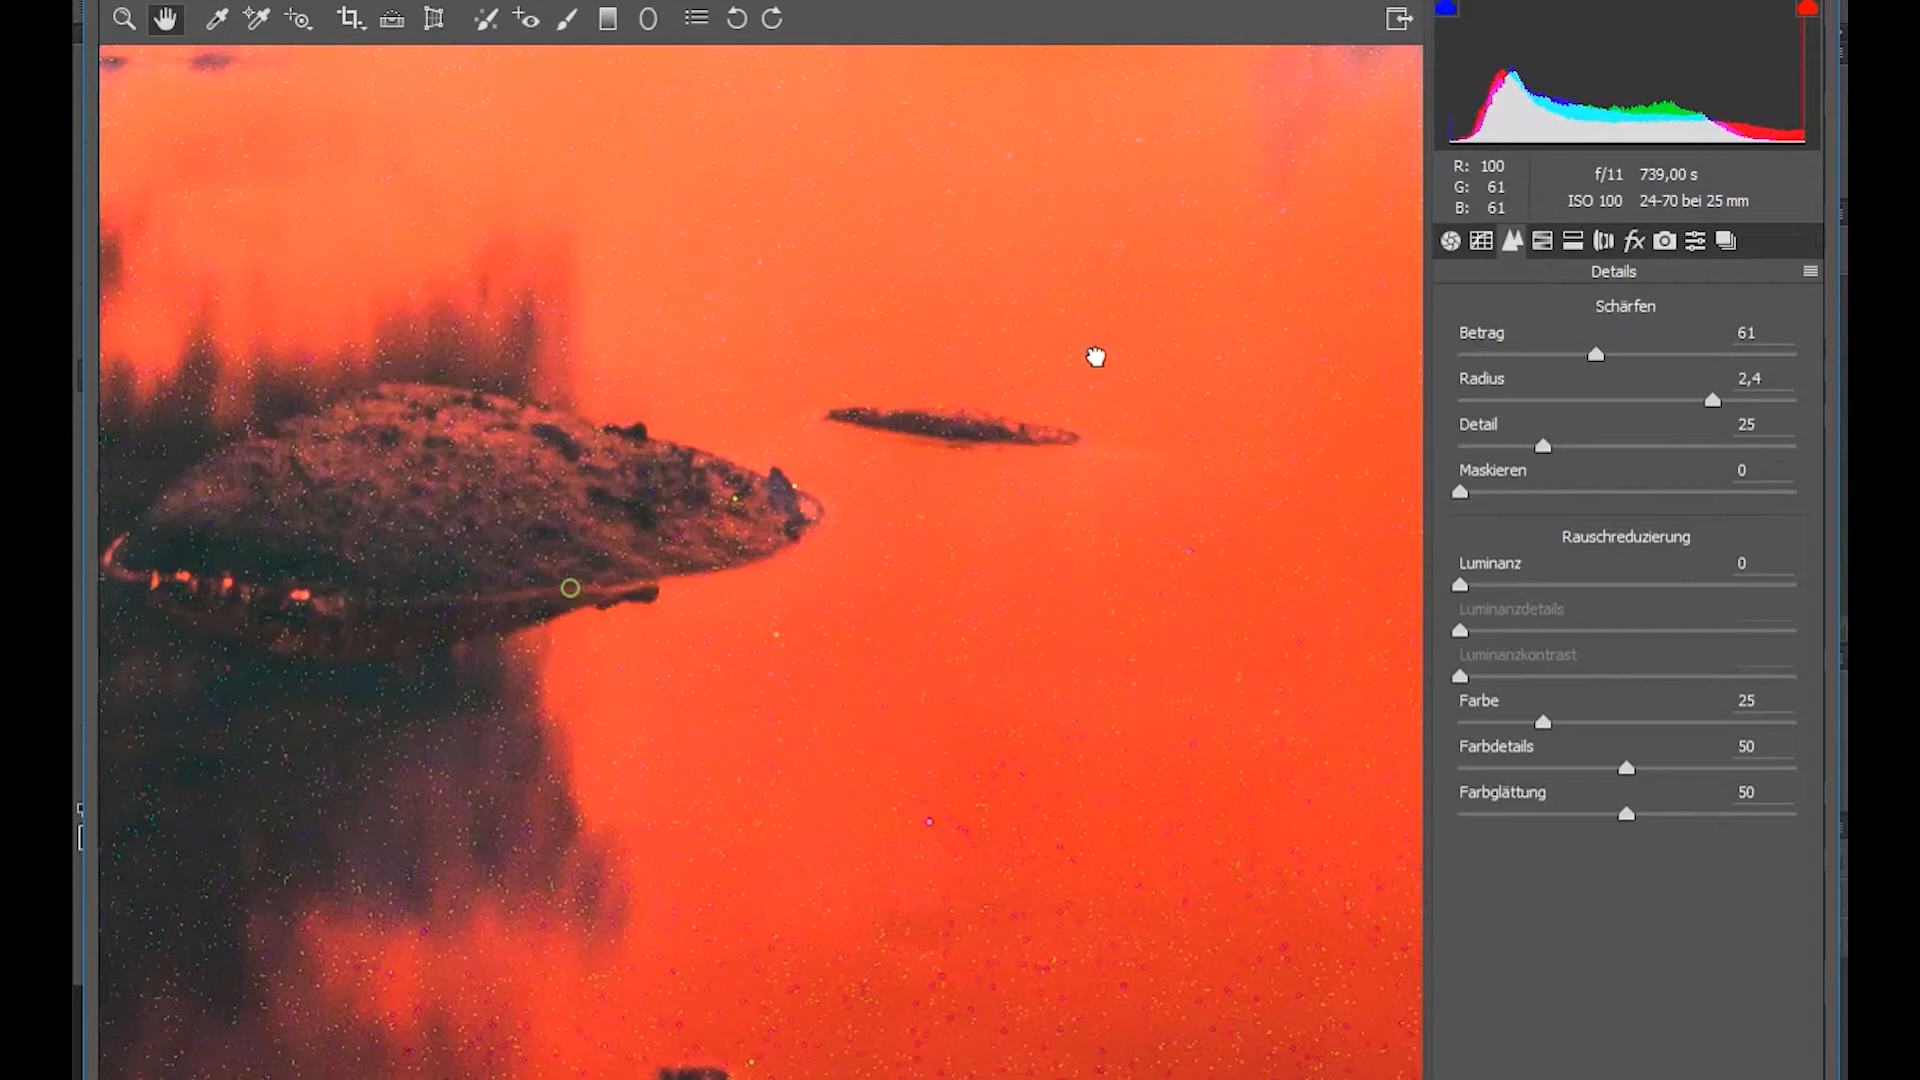 R: 100
G: 61
B: 61
f/11 739,00 s
ISO 100 24-70 bei 25 mm
fx
Details
Schärfen
Betrag 61
Radius 2,4
Detail 25
Maskieren 0
Rauschreduzierung
Luminanz 0
Luminanzdetails
Luminanzkontrast
Farbe 25
Farbdetails 50
Farbglättung 50